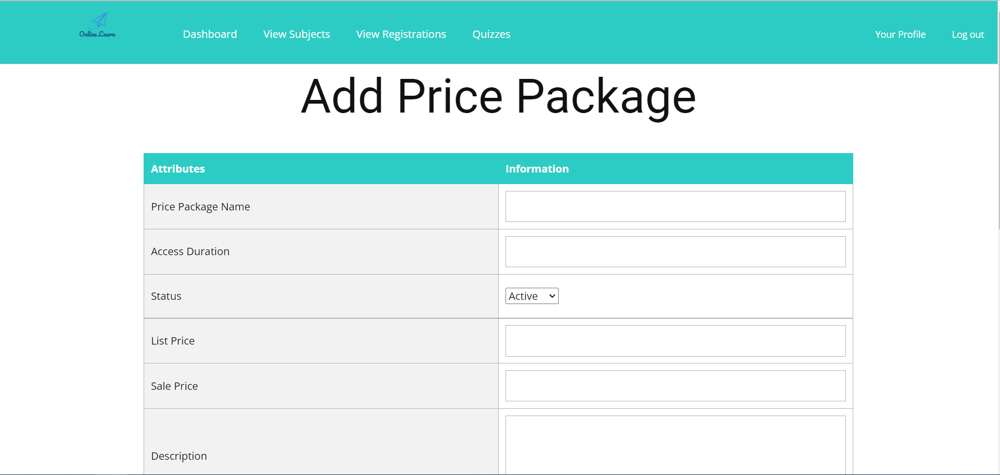 Online Learn
Dashboard View Subjects View Registrations Quizzes Your Profile Log out
Add Price Package
Attributes Information
Price Package Name
Access Duration
Status Active
List Price
Sale Price
Description